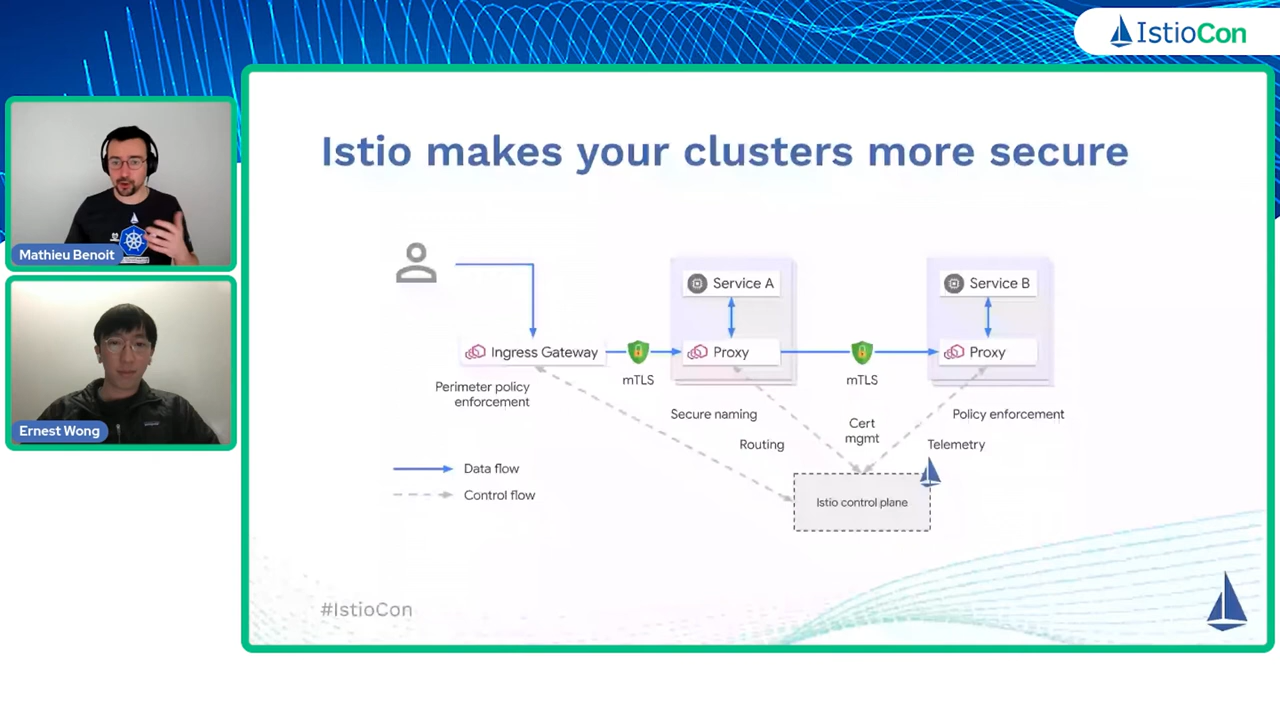 IstioCon
Mathieu Benoit
Ernest Wong
Istio makes your clusters more secure
Service A
Service B
Ingress Gateway
mTLS
Proxy
mTLS
Proxy
Perimeter policy
enforcement
Secure naming
Routing
Cert
mgmt
Policy enforcement
Telemetry
Data flow
Control flow
Istio control plane
#IstioCon